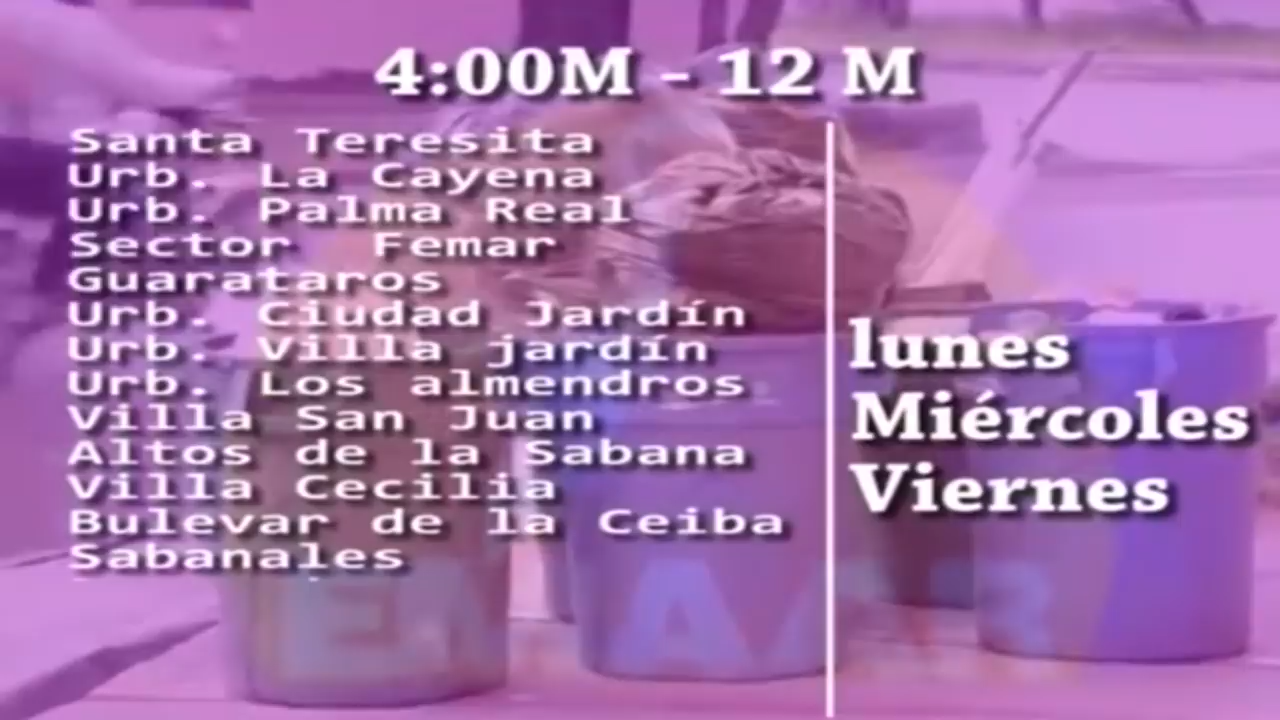 4:00M - 12 M
Santa Teresita
Urb. La Cayena
Urb. Palma Real
Sector Femar
Guarataros
Urb. Ciudad Jardín
Urb. Villa jardín
Urb. Los almendros
Villa San Juan
Altos de la Sabana
Villa Cecilia
Bulevar de la Ceiba
Sabanales
lunes
Miércoles
Viernes